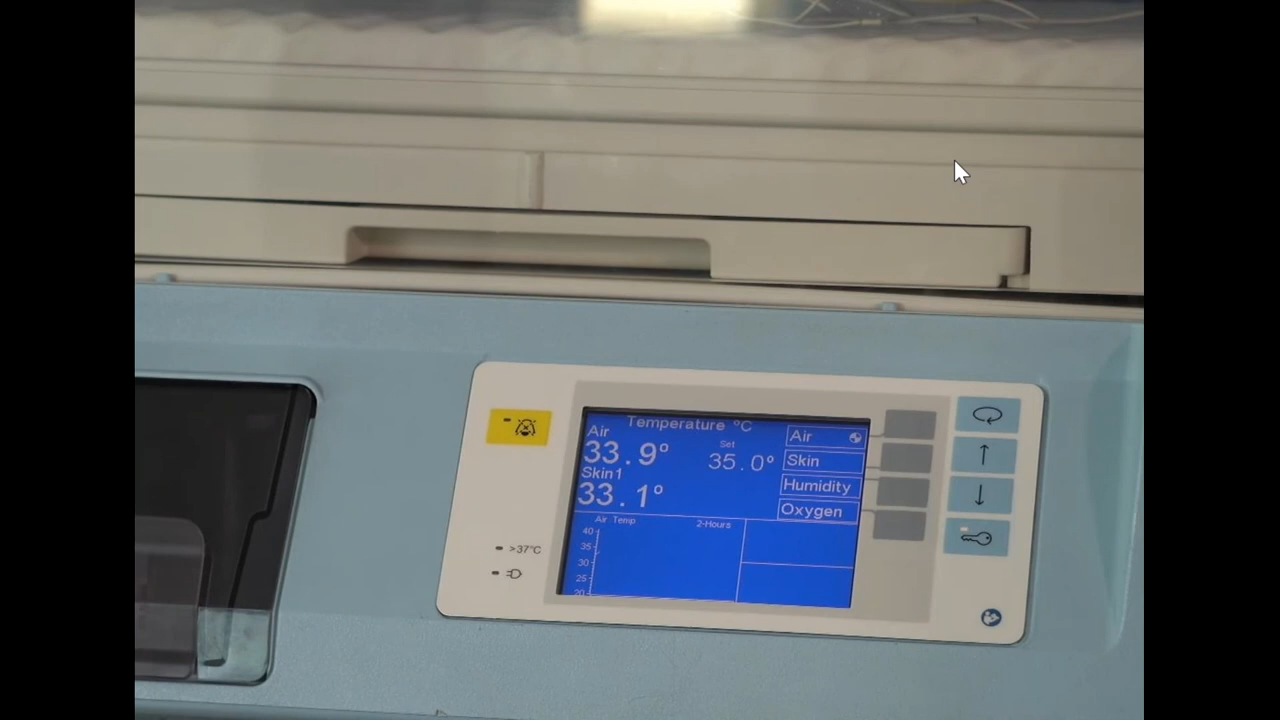 Temperature °C
Air
33.9°
Set
35.0°
Skin1
33.1°
Air
Skin
Humidity
Oxygen
Air Temp
2-Hours
40
35
30
25
20
>37°C